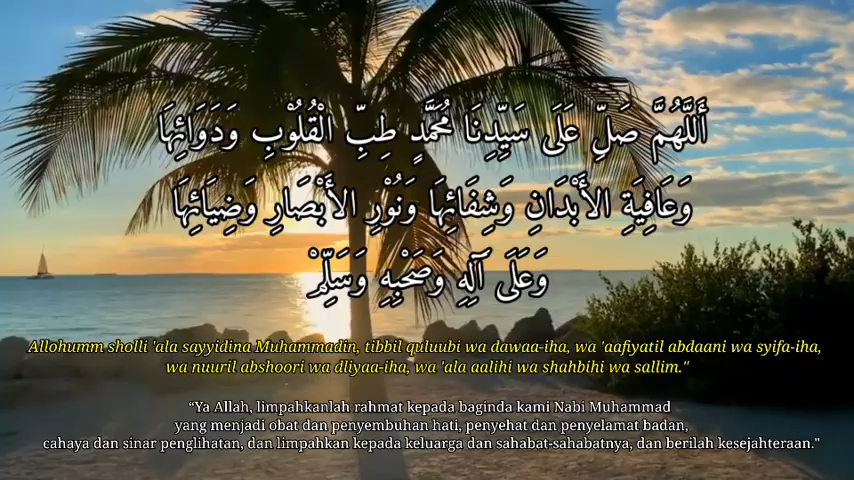 أَللَّهُمَّ صَلِّ عَلَى سَيِّدِنَا مُحَمَّدٍ طِبِّ الْقُلُوْبِ وَدَوَائِهَا
وَعَافِيَةِ الأَبْدَانِ وَشِفَائِهَا وَنُوْرِ الأَبْصَارِ وَضِيَائِهَا
وَعَلَى آلِهِ وَصَحْبِهِ وَسَلِّمْ
Allohumm sholli 'ala sayyidina Muhammadin, tibbil quluubi wa dawaa-iha, wa 'aafiyatil abdaani wa syifa-iha,
wa nuuril abshoori wa dliyaa-iha, wa 'ala aalihi wa shahbihi wa sallim."
“Ya Allah, limpahkanlah rahmat kepada baginda kami Nabi Muhammad
yang menjadi obat dan penyembuhan hati, penyehat dan penyelamat badan,
cahaya dan sinar penglihatan, dan limpahkan kepada keluarga dan sahabat-sahabatnya, dan berilah kesejahteraan."